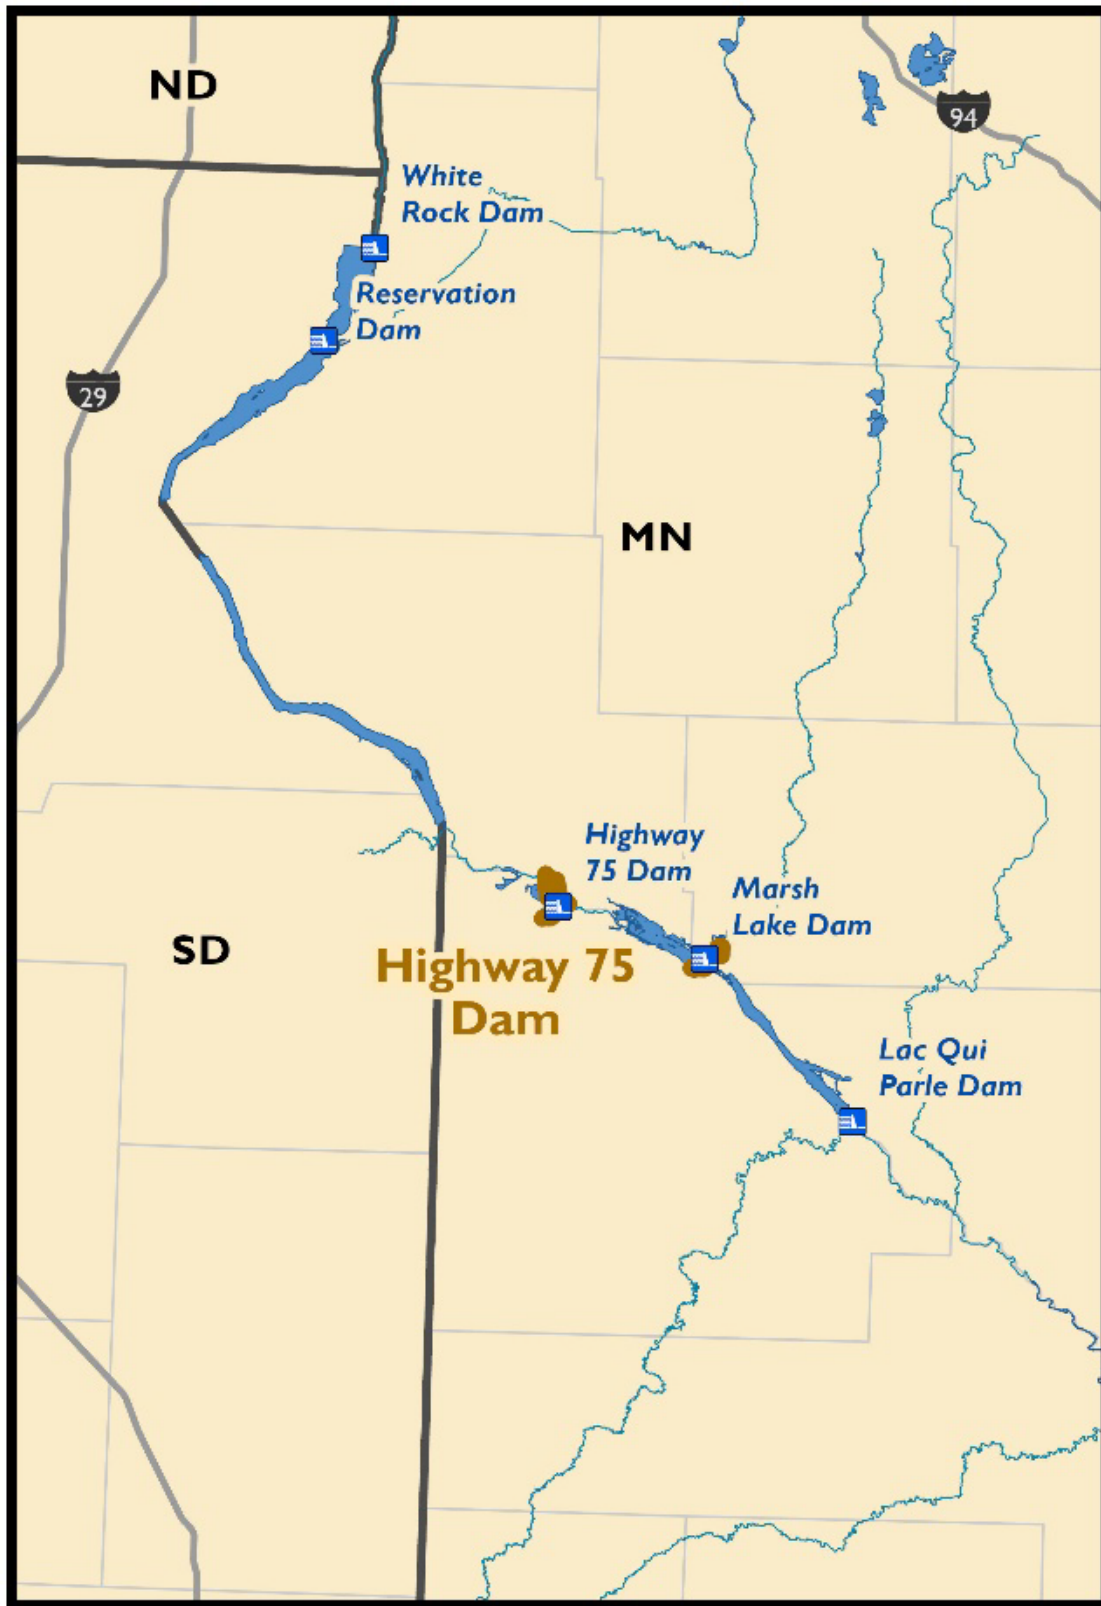 ND
94
White
Rock Dam
Reservation
Dam
29
MN
Highway
75 Dam
Marsh
Lake Dam
SD
Highway 75
Dam
Lac Qui
Parle Dam